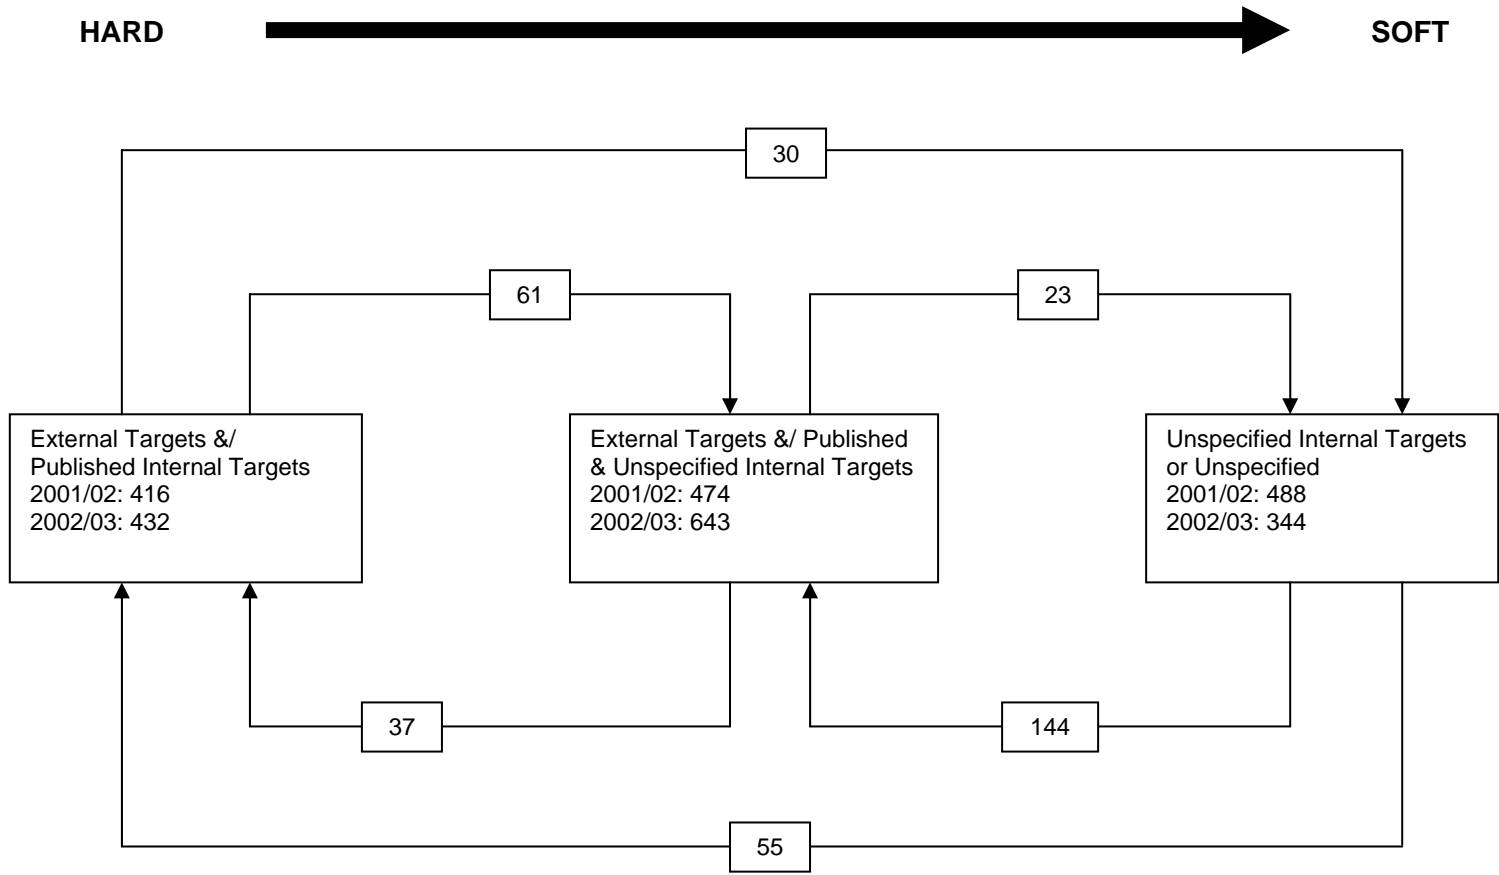 HARD
SOFT
30
61
23
External Targets &/
Published Internal Targets
2001/02: 416
2002/03: 432
External Targets &/ Published
& Unspecified Internal Targets
2001/02: 474
2002/03: 643
Unspecified Internal Targets
or Unspecified
2001/02: 488
2002/03: 344
37
144
55